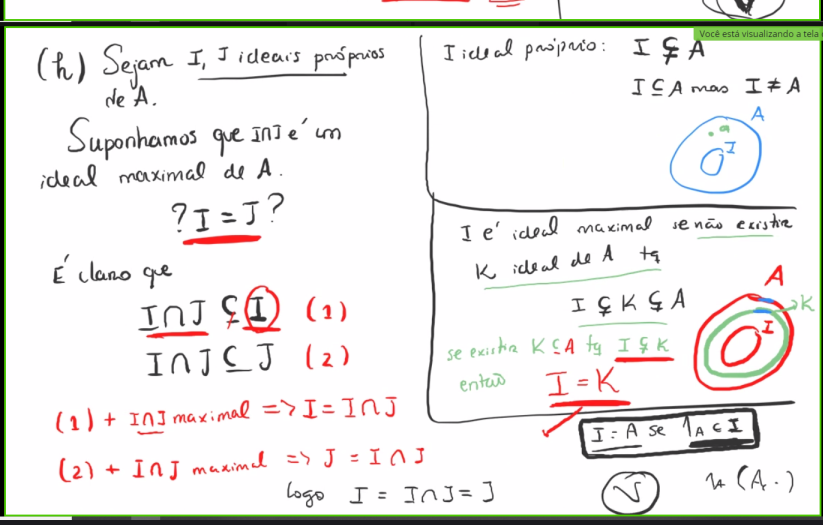 Você está visualizando a tela
(h) Sejam I, J ideais próprios
de A.
Suponhamos que I∩J é um
ideal maximal de A.
? I = J ?
É claro que
I∩J ⊊ I (1)
I∩J ⊆ J (2)
(1) + I∩J maximal => I = I∩J
(2) + I∩J maximal => J = I∩J
logo I = I∩J = J
I ideal próprio: I ⊊ A
I ⊆ A mas I ≠ A
A
a
I
I é ideal maximal se não existir
K ideal de A tq
I ⊊ K ⊊ A
A
K
I
se existir K ⊆ A tq I ⊊ K
então I = K
I = A se 1_A ∈ I
V
(A.)